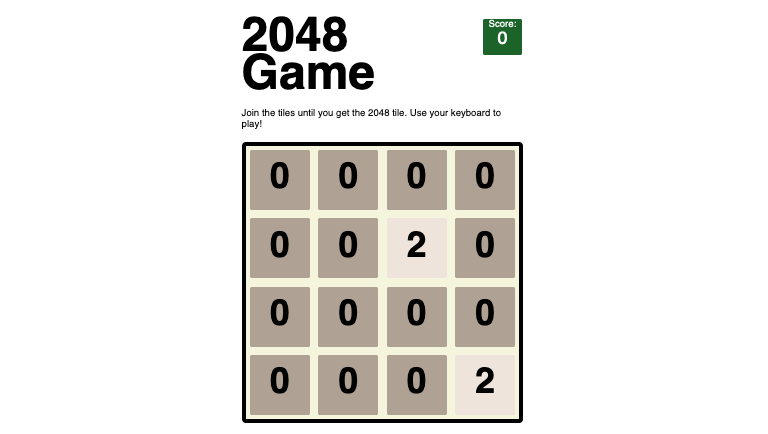 2048
Game
Score:
0
Join the tiles until you get the 2048 tile. Use your keyboard to
play!
0 0 0 0
0 0 2 0
0 0 0 0
0 0 0 2